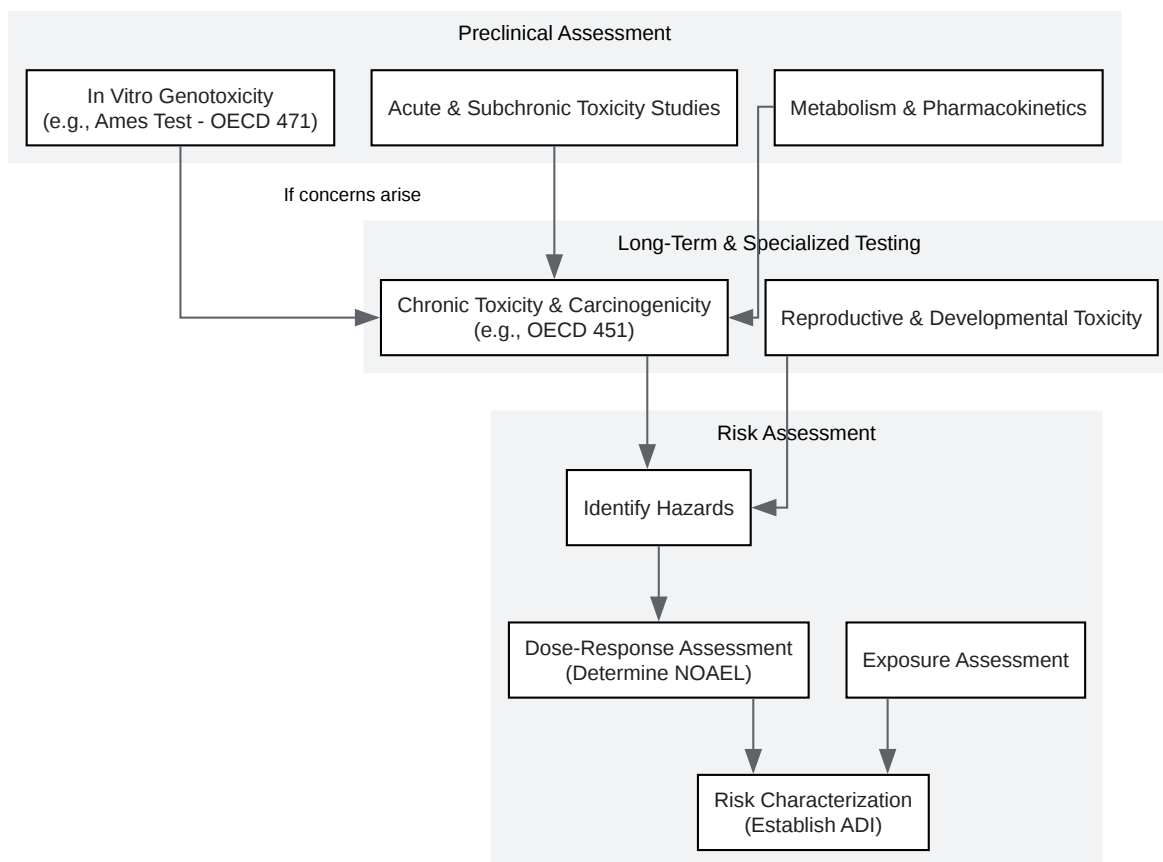 Preclinical Assessment
In Vitro Genotoxicity
(e.g., Ames Test - OECD 471)
Acute & Subchronic Toxicity Studies
Metabolism & Pharmacokinetics
If concerns arise
Long-Term & Specialized Testing
Chronic Toxicity & Carcinogenicity
(e.g., OECD 451)
Reproductive & Developmental Toxicity
Risk Assessment
Identify Hazards
Dose-Response Assessment
(Determine NOAEL)
Exposure Assessment
Risk Characterization
(Establish ADI)